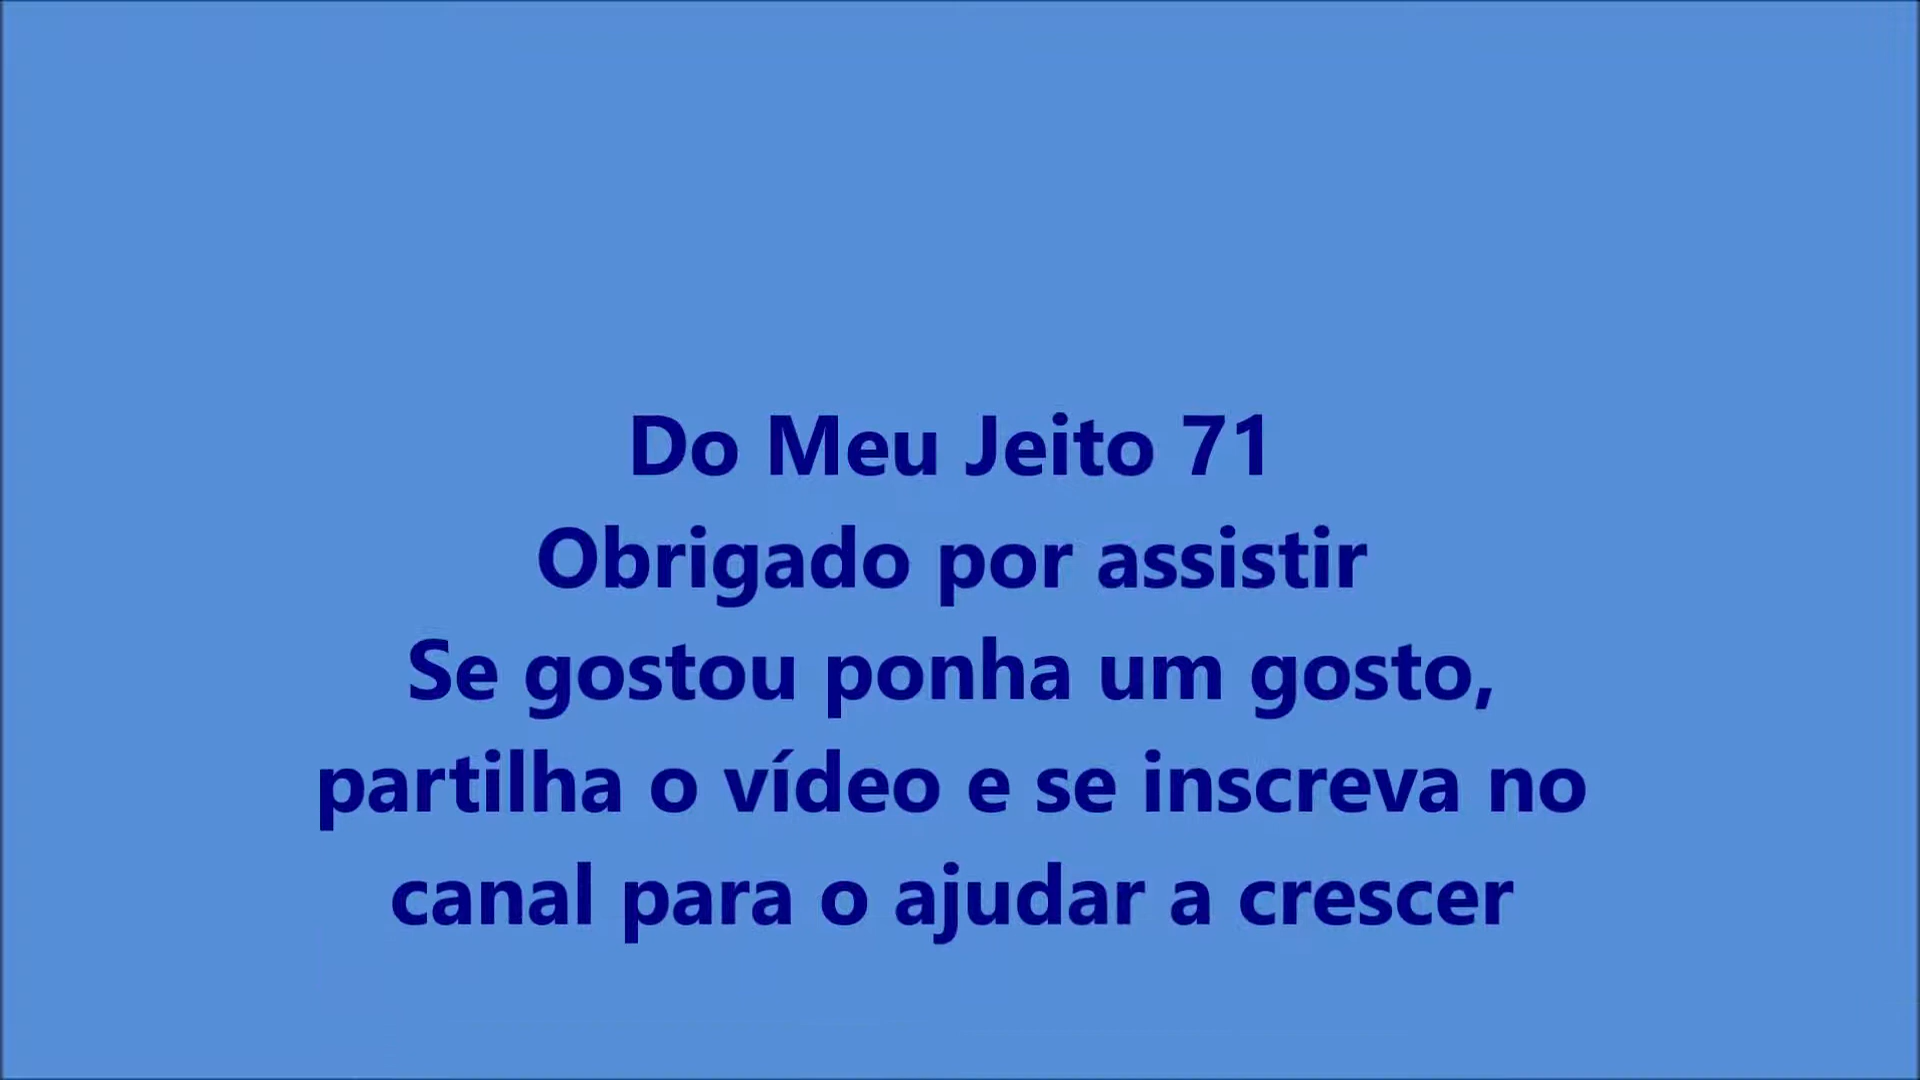 Do Meu Jeito 71
Obrigado por assistir
Se gostou ponha um gosto,
partilha o vídeo e se inscreva no
canal para o ajudar a crescer